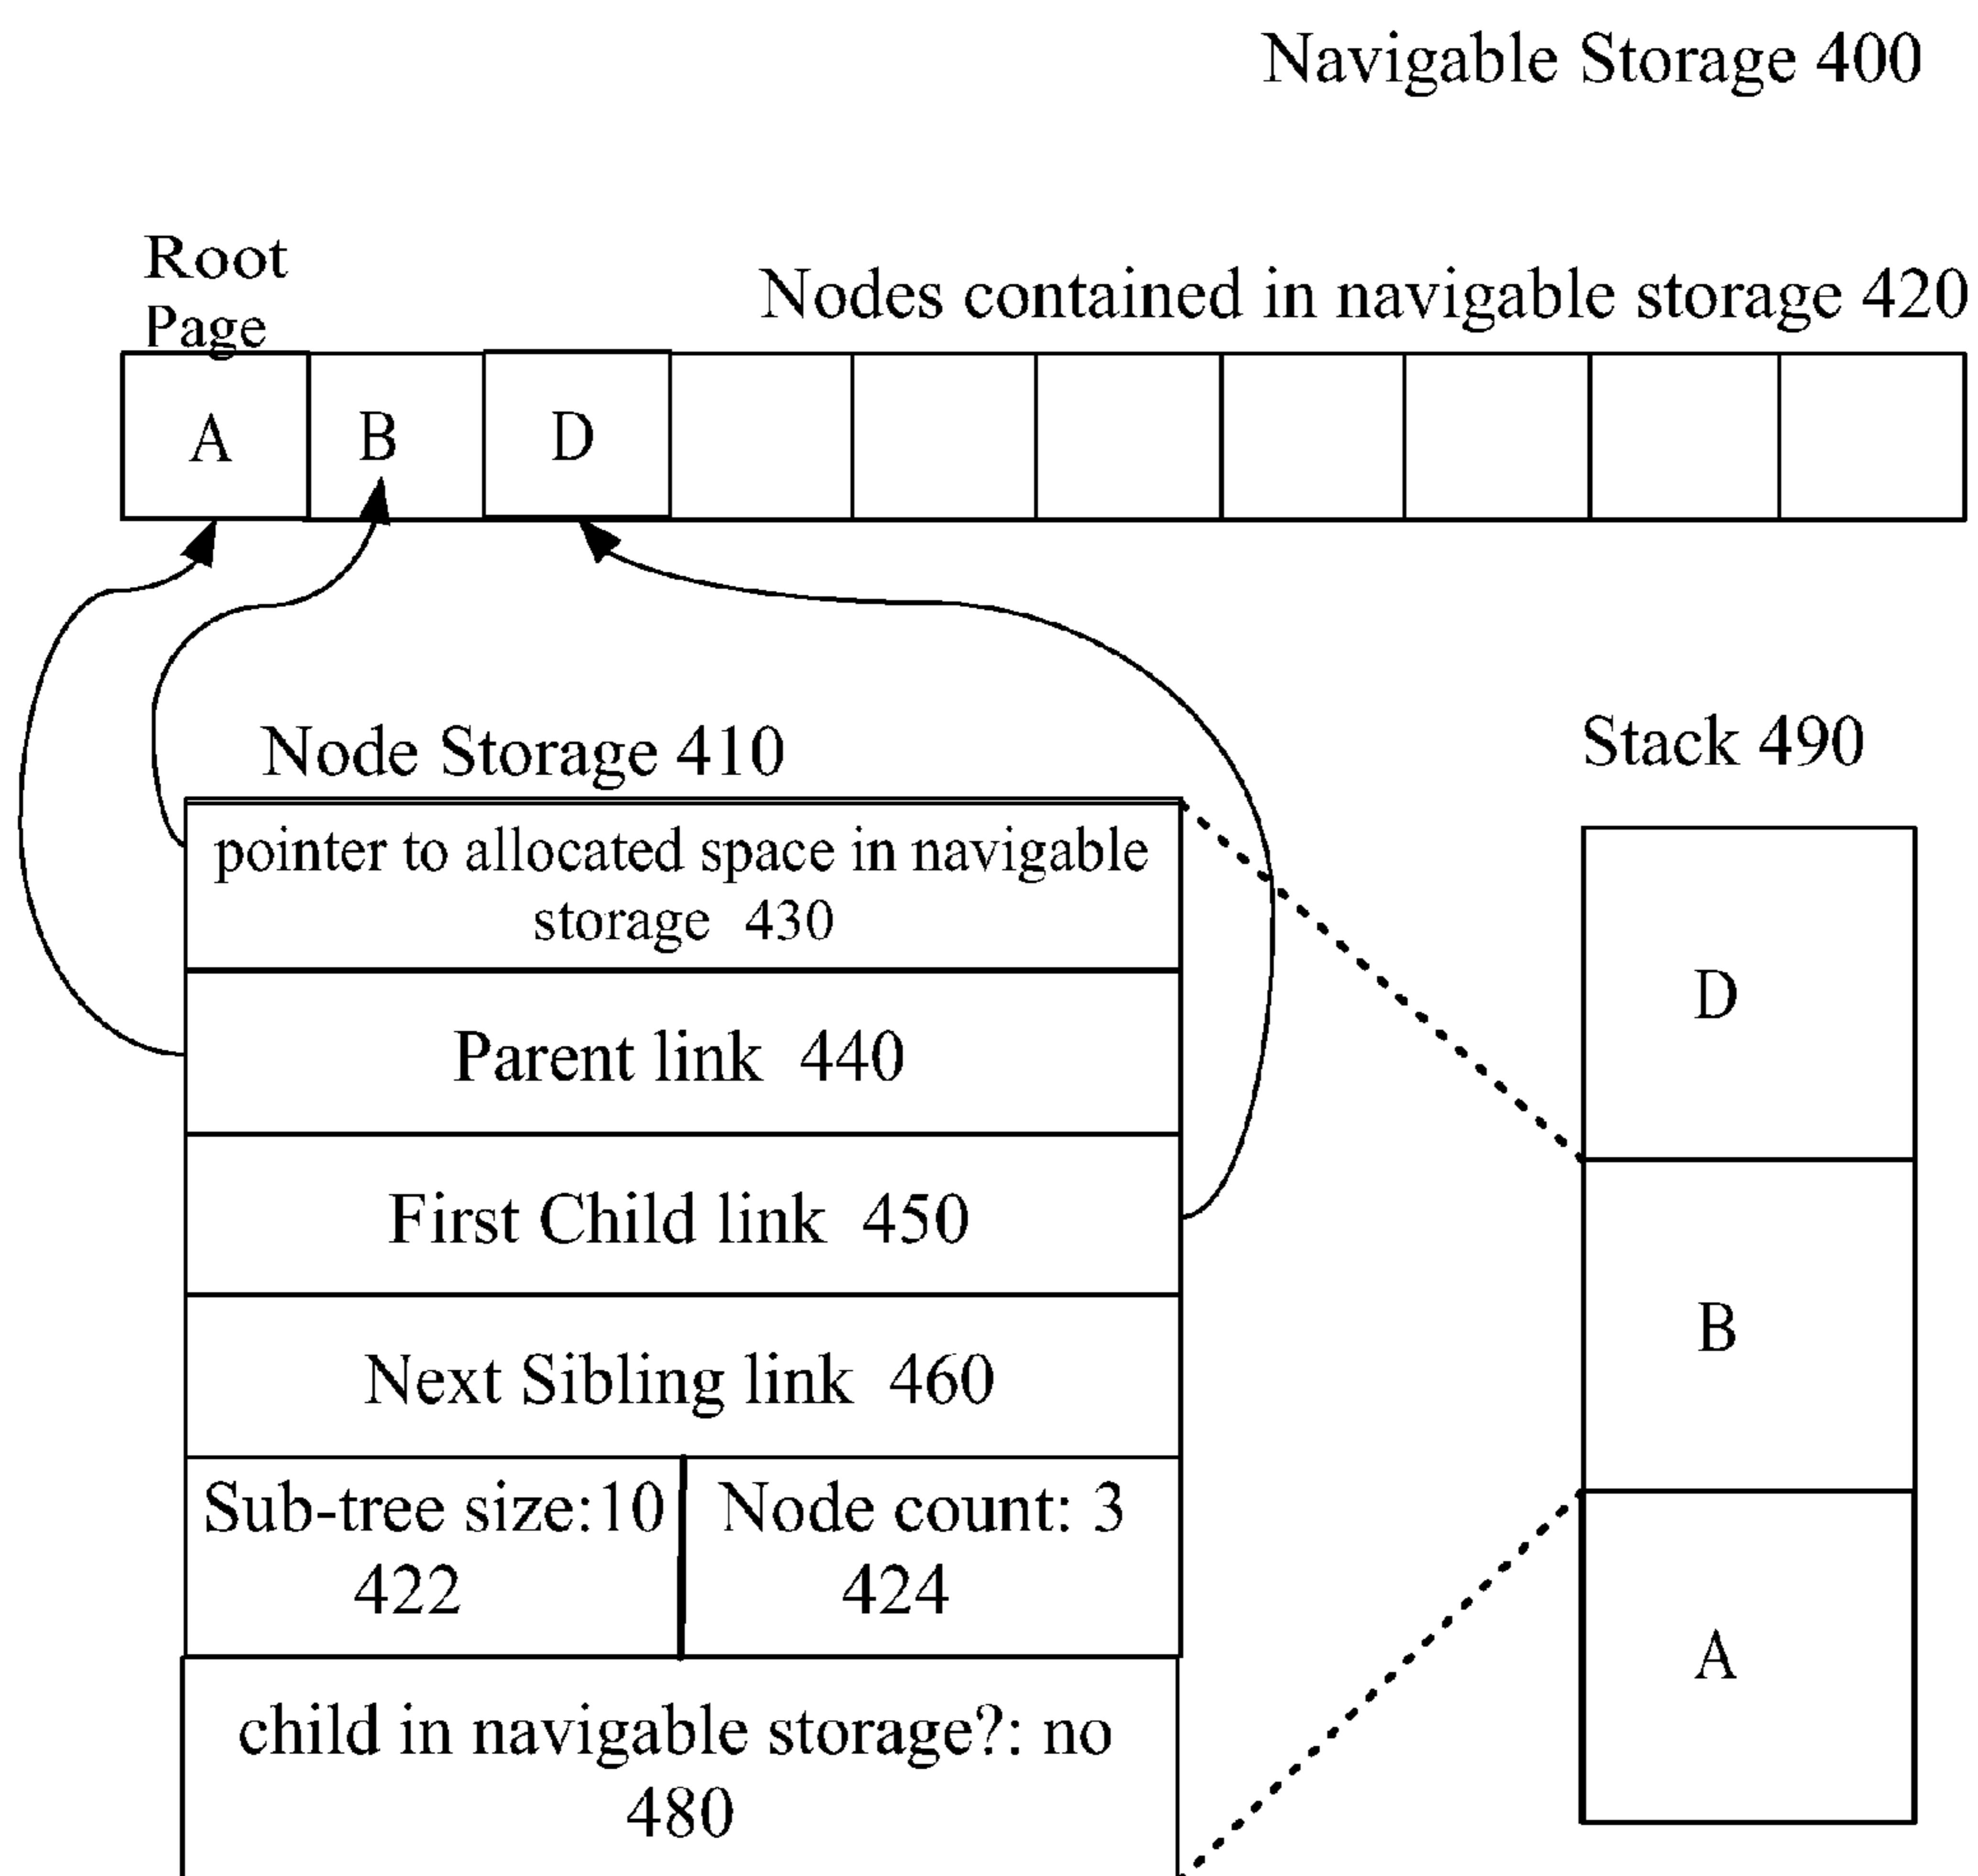 Navigable Storage 400
Root
Page
Nodes contained in navigable storage 420
A
B
D
Node Storage 410
Stack 490
pointer to allocated space in navigable
storage 430
Parent link 440
First Child link 450
Next Sibling link 460
Sub-tree size:10
422
Node count: 3
424
child in navigable storage?: no
480
D
B
A